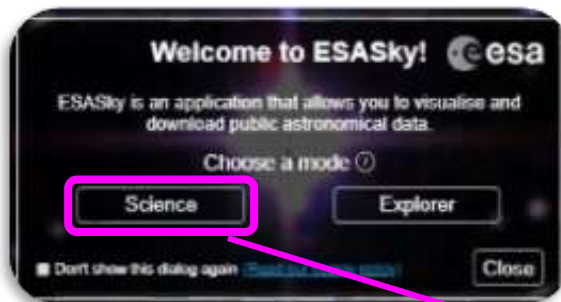 Welcome to ESASky! esa
ESASky is an application that allows you to visualise and
download public astronomical data.
Choose a mode
Science Explorer
Don't show this dialog again Close